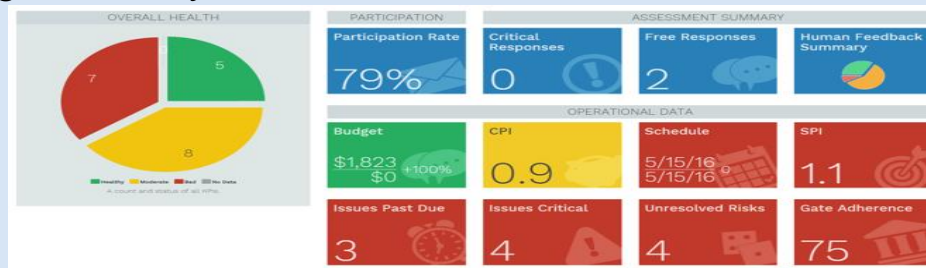 OVERALL HEALTH
5
7
8
Healthy Moderate Bad No Data
A count and status of all KPIs.
PARTICIPATION
ASSESSMENT SUMMARY
Participation Rate
79%
Critical
Responses
0
Free Responses
2
Human Feedback
Summary
OPERATIONAL DATA
Budget
$1,823
$0
+100%
CPI
0.9
Schedule
5/15/16
5/15/16
0
SPI
1.1
Issues Past Due
3
Issues Critical
4
Unresolved Risks
4
Gate Adherence
75